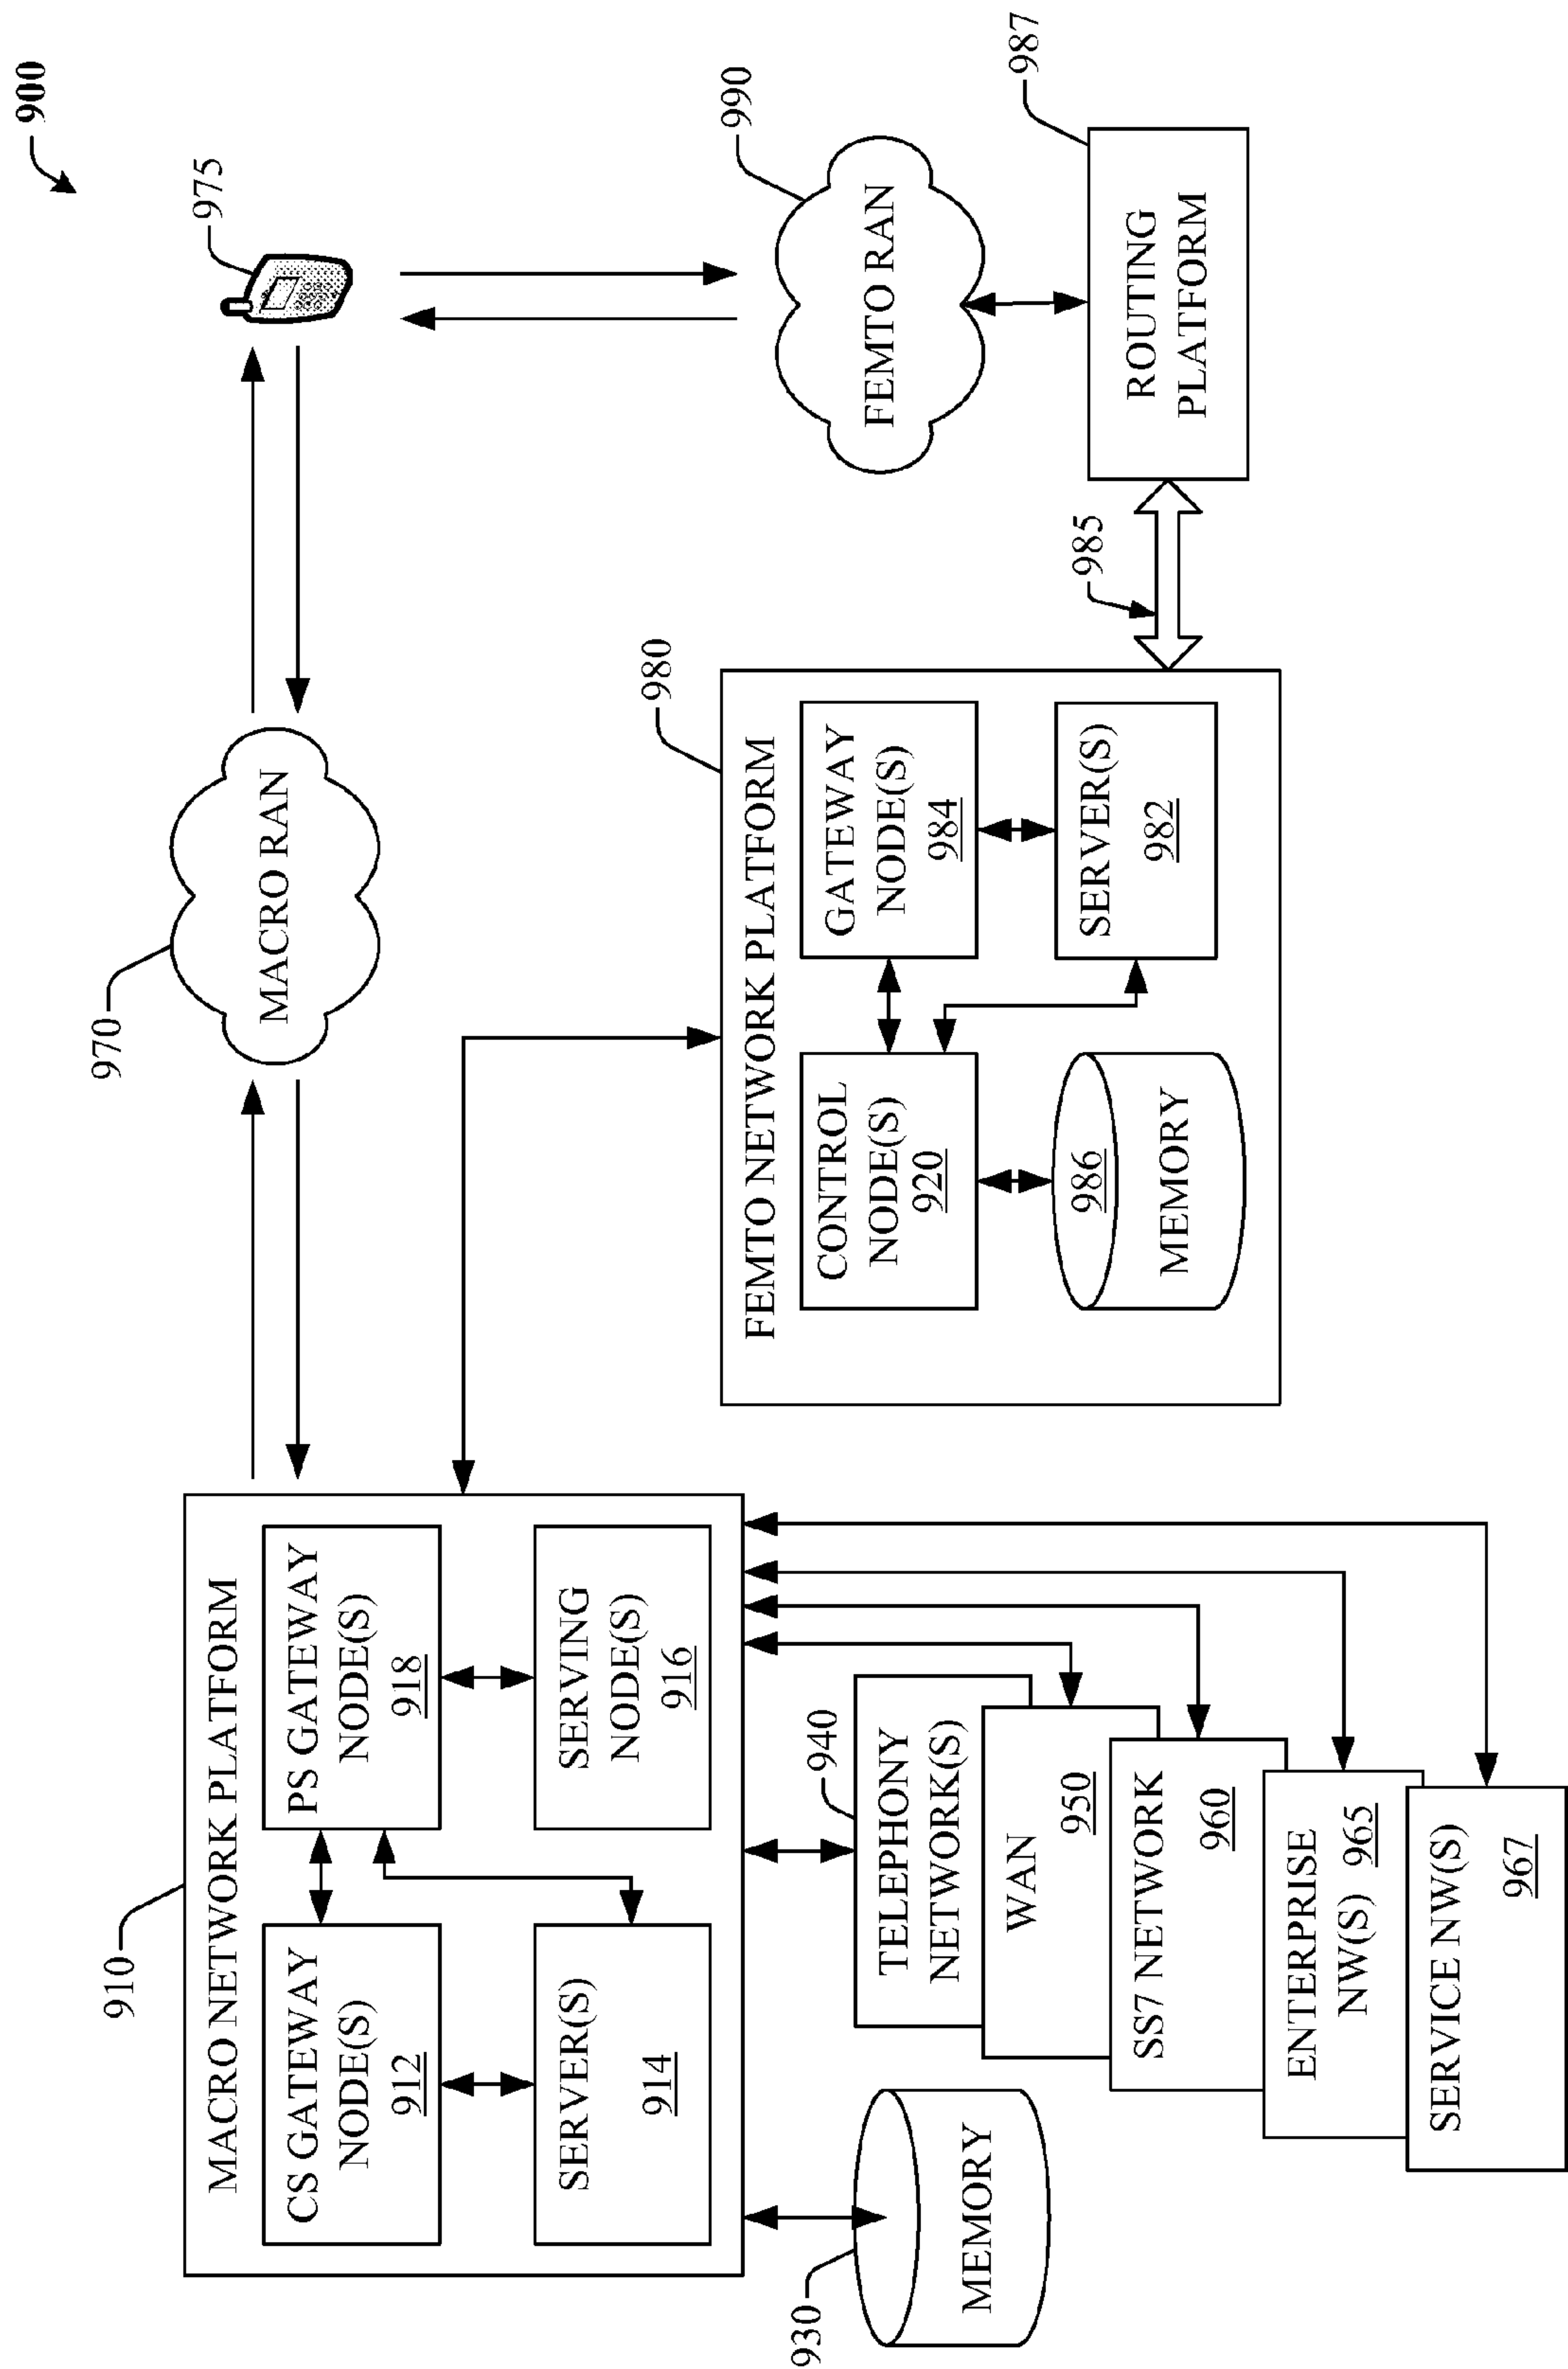 900
975
970
MACRO RAN
990
FEMTO RAN
987
ROUTING
PLATFORM
985
980
FEMTO NETWORK PLATFORM
CONTROL
NODE(S)
920
GATEWAY
NODE(S)
984
986
MEMORY
SERVER(S)
982
910
MACRO NETWORK PLATFORM
CS GATEWAY
NODE(S)
912
PS GATEWAY
NODE(S)
918
SERVER(S)
914
SERVING
NODE(S)
916
930
MEMORY
940
TELEPHONY
NETWORK(S)
WAN
950
SS7 NETWORK
960
ENTERPRISE
NW(S) 965
SERVICE NW(S)
967